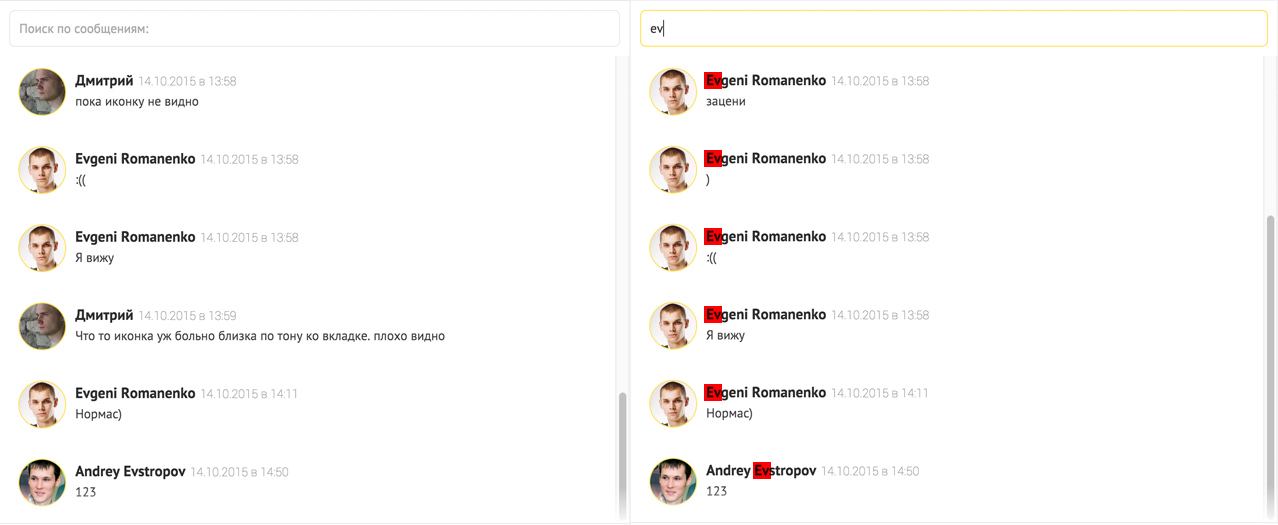 Поиск по сообщениям:
Дмитрий 14.10.2015 в 13:58
пока иконку не видно
Evgeni Romanenko 14.10.2015 в 13:58
:((
Evgeni Romanenko 14.10.2015 в 13:58
Я вижу
Дмитрий 14.10.2015 в 13:59
Что то иконка уж больно близка по тону ко вкладке. плохо видно
Evgeni Romanenko 14.10.2015 в 14:11
Нормас)
Andrey Evstropov 14.10.2015 в 14:50
123
ev
Evgeni Romanenko 14.10.2015 в 13:58
зацени
Evgeni Romanenko 14.10.2015 в 13:58
)
Evgeni Romanenko 14.10.2015 в 13:58
:((
Evgeni Romanenko 14.10.2015 в 13:58
Я вижу
Evgeni Romanenko 14.10.2015 в 14:11
Нормас)
Andrey Evstropov 14.10.2015 в 14:50
123